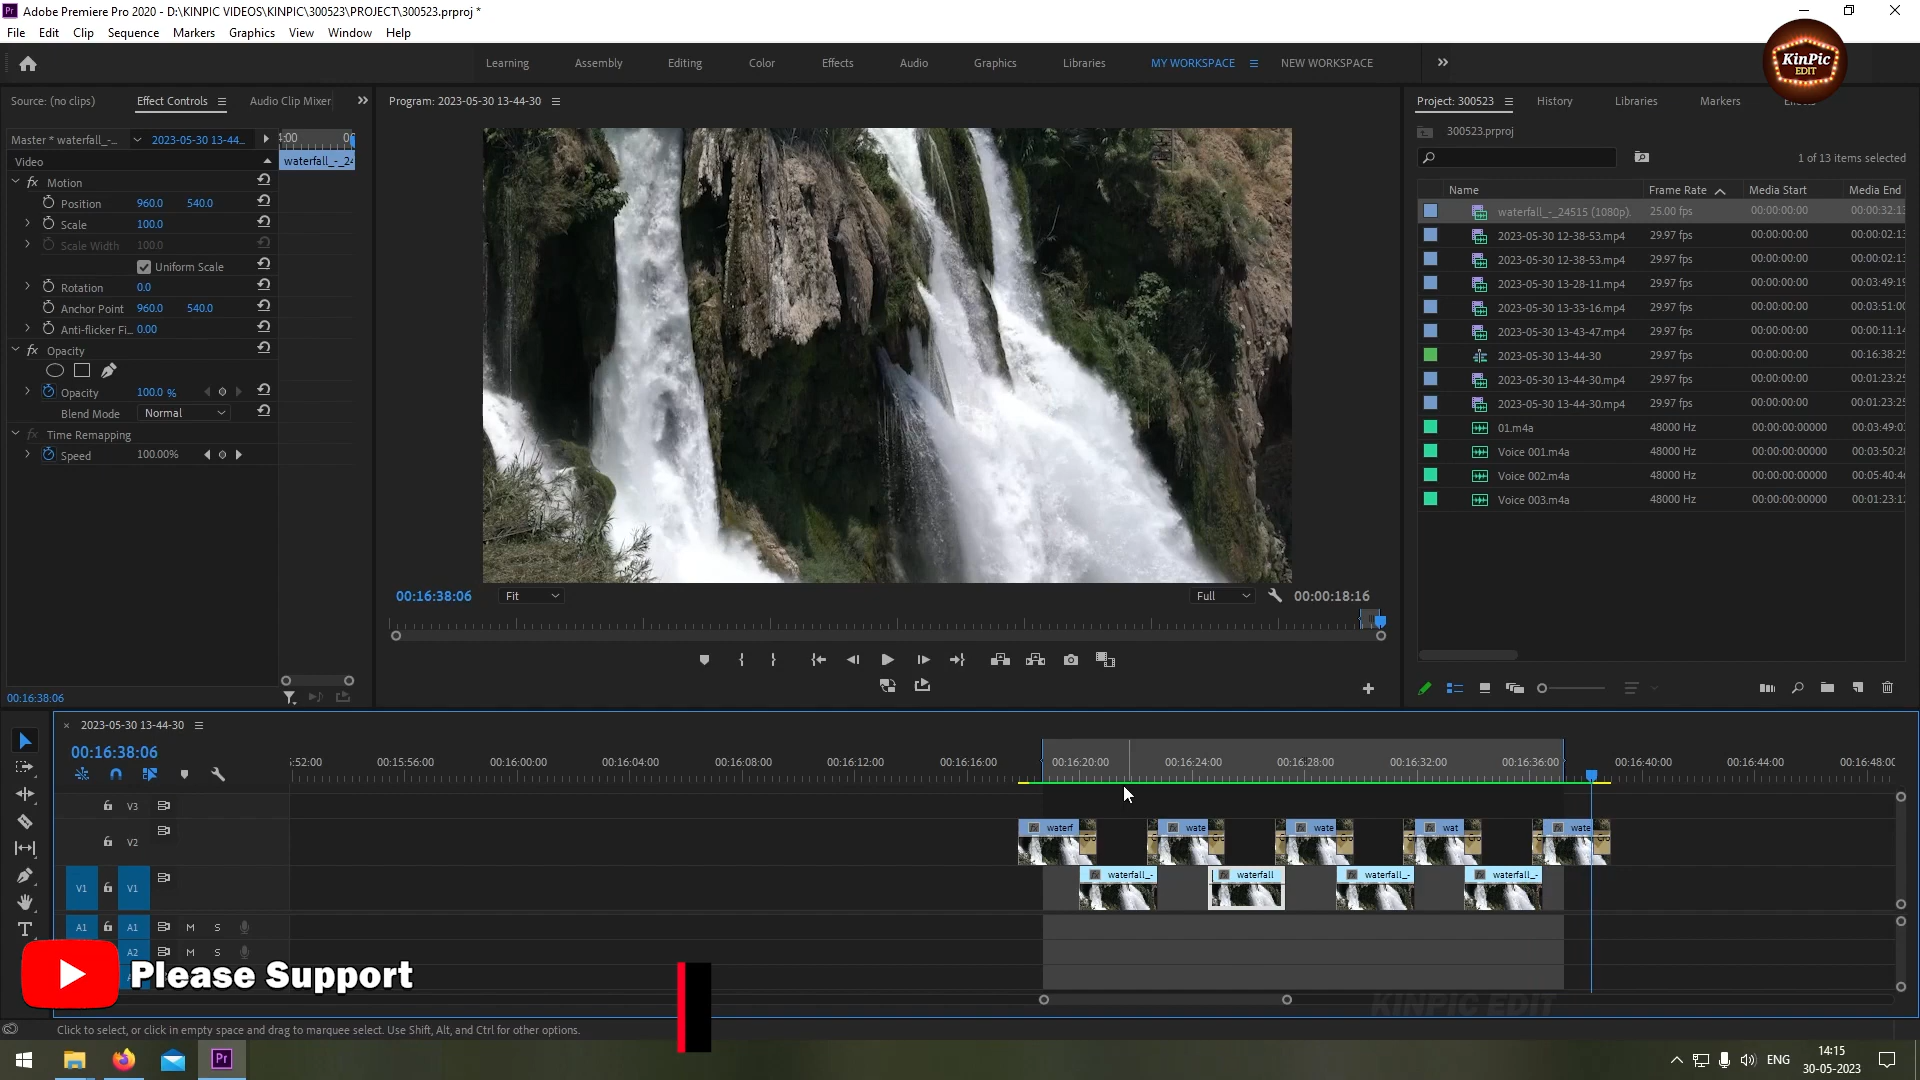 Adobe Premiere Pro 2020 - D:\KINPIC VIDEOS\KINPIC\300523\PROJECT\300523.prproj *
File Edit Clip Sequence Markers Graphics View Window Help
KinPic
EDIT
Learning Assembly Editing Color Effects Audio Graphics Libraries MY WORKSPACE NEW WORKSPACE
Source: (no clips) Effect Controls Audio Clip Mixer
Program: 2023-05-30 13-44-30
Project: 300523 History Libraries Markers
300523.prproj
1 of 13 items selected
Master * waterfall_-... 2023-05-30 13-44...
Video
waterfall_-_24
Motion
Position 960.0 540.0
Scale 100.0
Scale Width 100.0
Uniform Scale
Rotation 0.0
Anchor Point 960.0 540.0
Anti-flicker Fi... 0.00
Opacity
Opacity 100.0 %
Blend Mode Normal
Time Remapping
Speed 100.00%
00:16:38:06
Name Frame Rate Media Start Media End
waterfall_-_24515 (1080p). 25.00 fps 00:00:00:00 00:00:32:13
2023-05-30 12-38-53.mp4 29.97 fps 00:00:00:00 00:00:02:13
2023-05-30 12-38-53.mp4 29.97 fps 00:00:00:00 00:00:02:13
2023-05-30 13-28-11.mp4 29.97 fps 00:00:00:00 00:03:49:19
2023-05-30 13-33-16.mp4 29.97 fps 00:00:00:00 00:03:51:00
2023-05-30 13-43-47.mp4 29.97 fps 00:00:00:00 00:00:11:14
2023-05-30 13-44-30 29.97 fps 00:00:00:00 00:16:38:25
2023-05-30 13-44-30.mp4 29.97 fps 00:00:00:00 00:01:23:25
2023-05-30 13-44-30.mp4 29.97 fps 00:00:00:00 00:01:23:25
01.m4a 48000 Hz 00:00:00:00000 00:03:49:0
Voice 001.m4a 48000 Hz 00:00:00:00000 00:03:50:2
Voice 002.m4a 48000 Hz 00:00:00:00000 00:05:40:4
Voice 003.m4a 48000 Hz 00:00:00:00000 00:01:23:1
00:16:38:06 Fit Full 00:00:18:16
2023-05-30 13-44-30
00:16:38:06
:52:00 00:15:56:00 00:16:00:00 00:16:04:00 00:16:08:00 00:16:12:00 00:16:16:00 00:16:20:00 00:16:24:00 00:16:28:00 00:16:32:00 00:16:36:00 00:16:40:00 00:16:44:00 00:16:48:00
V3
V2
waterf wate wate wat wate
V1 V1
waterfall_- waterfall waterfall_- waterfall_-
A1 A1 M S
A2 M S
Please Support
KINPIC EDIT
Click to select, or click in empty space and drag to marquee select. Use Shift, Alt, and Ctrl for other options.
Pr
ENG
14:15
30-05-2023